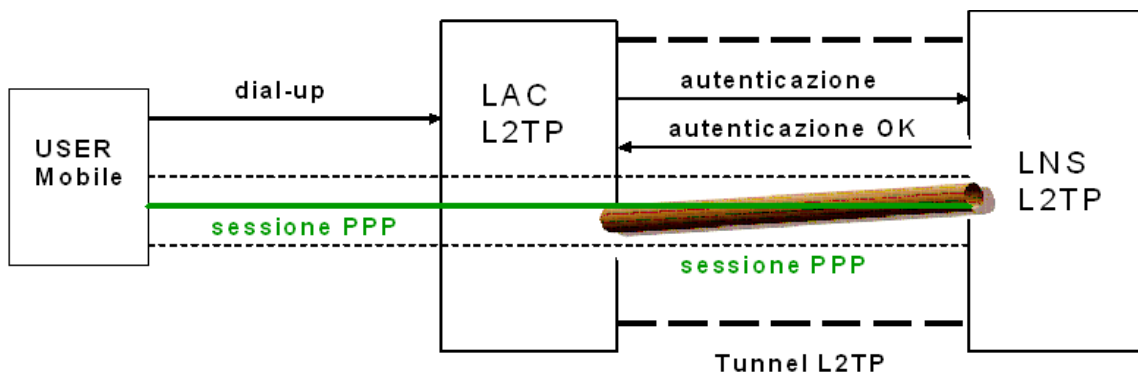 dial-up
LAC
L2TP
autenticazione
autenticazione OK
USER
Mobile
LNS
L2TP
sessione PPP
sessione PPP
Tunnel L2TP